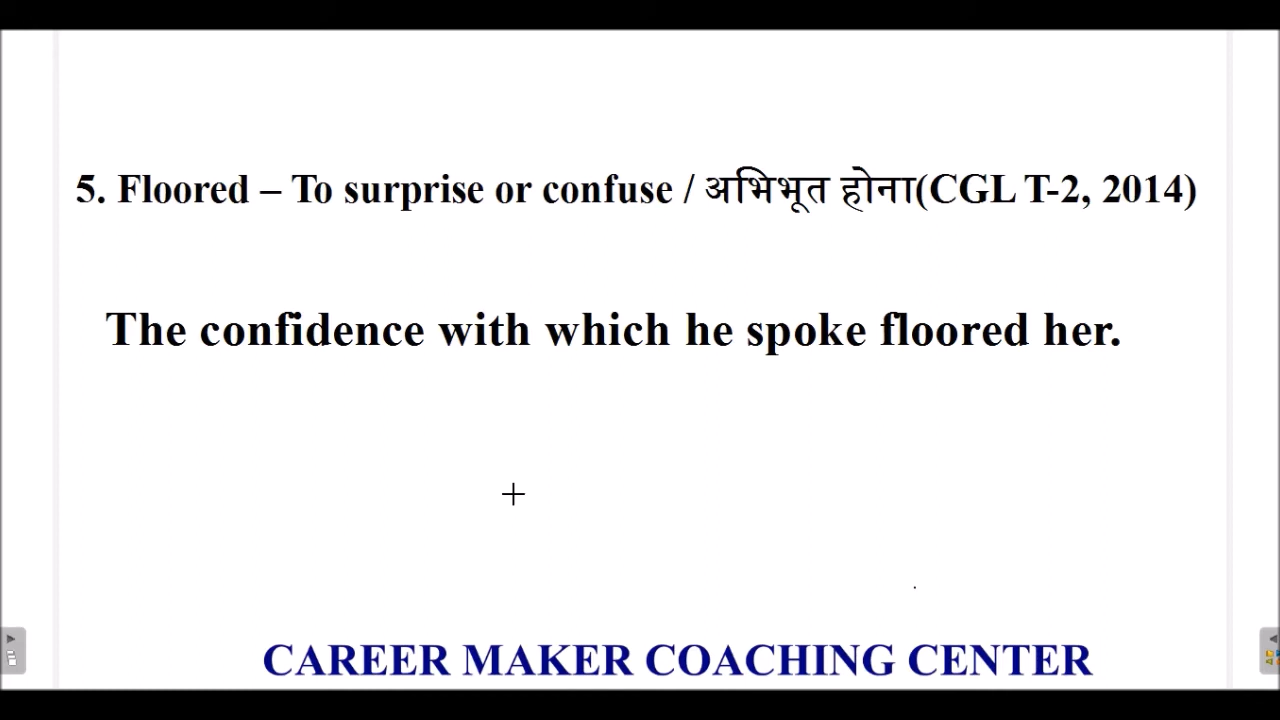 5. Floored – To surprise or confuse / अभिभूत होना(CGL T-2, 2014)
The confidence with which he spoke floored her.
CAREER MAKER COACHING CENTER